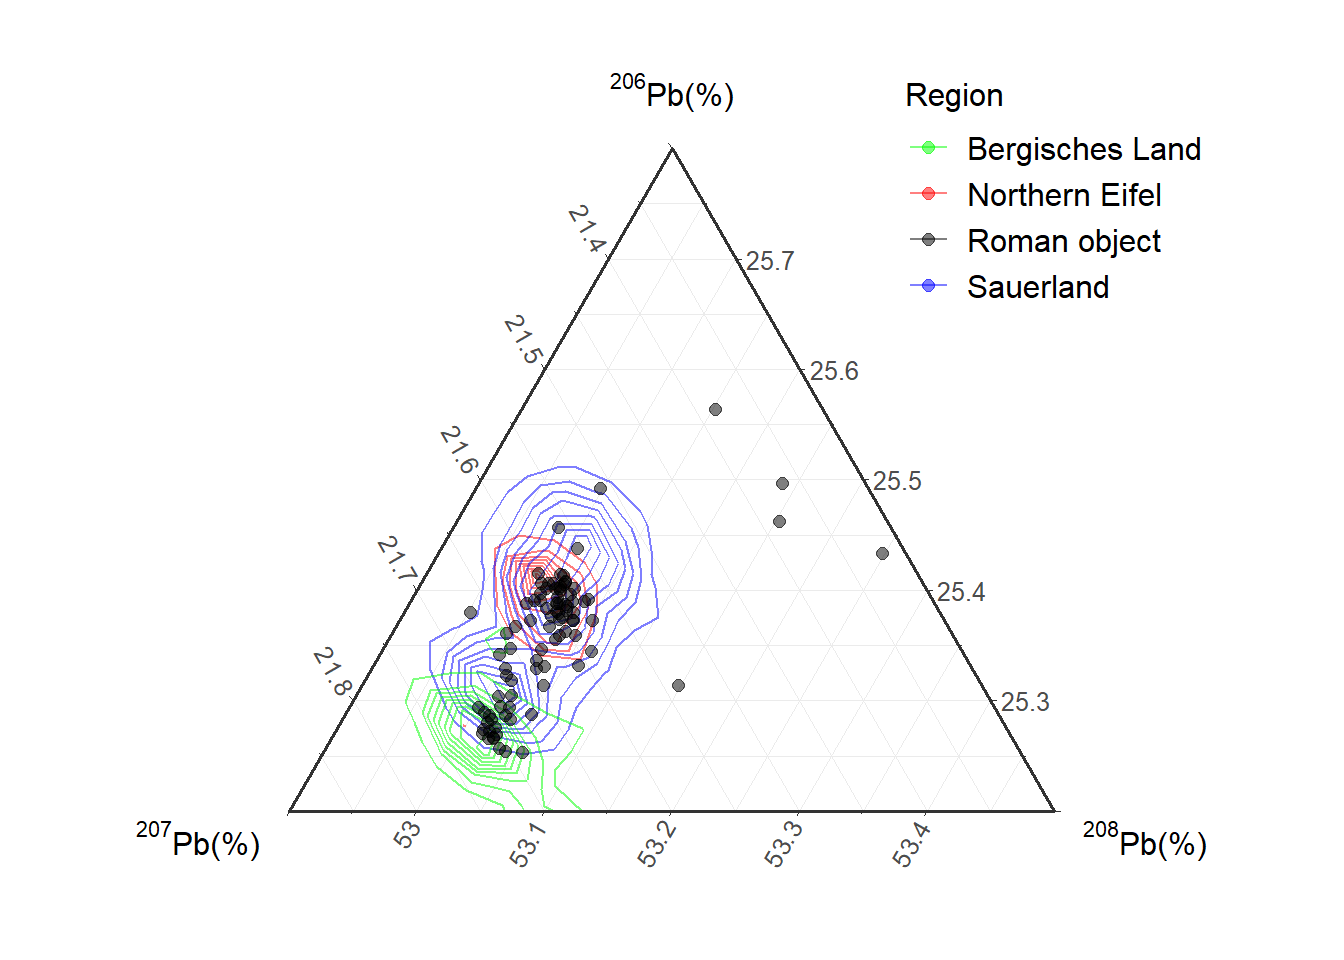 ²⁰⁶Pb(%)
Region
Bergisches Land
Northern Eifel
Roman object
Sauerland
21.4
21.5
21.6
21.7
21.8
25.7
25.6
25.5
25.4
25.3
53
53.1
53.2
53.3
53.4
²⁰⁷Pb(%)
²⁰⁸Pb(%)